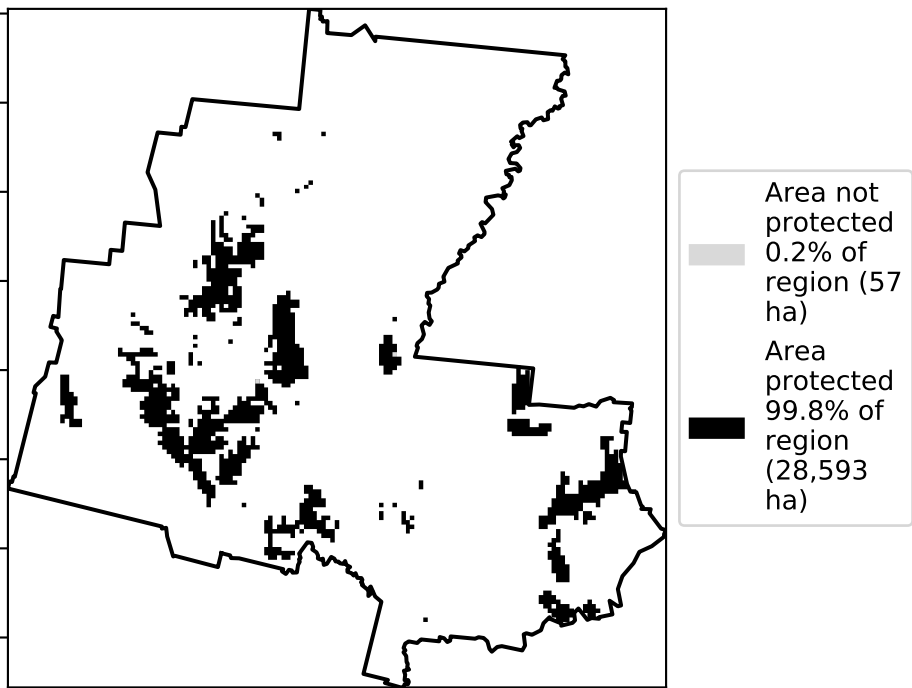 Area not
protected
0.2% of
region (57
ha)
Area
protected
99.8% of
region
(28,593
ha)